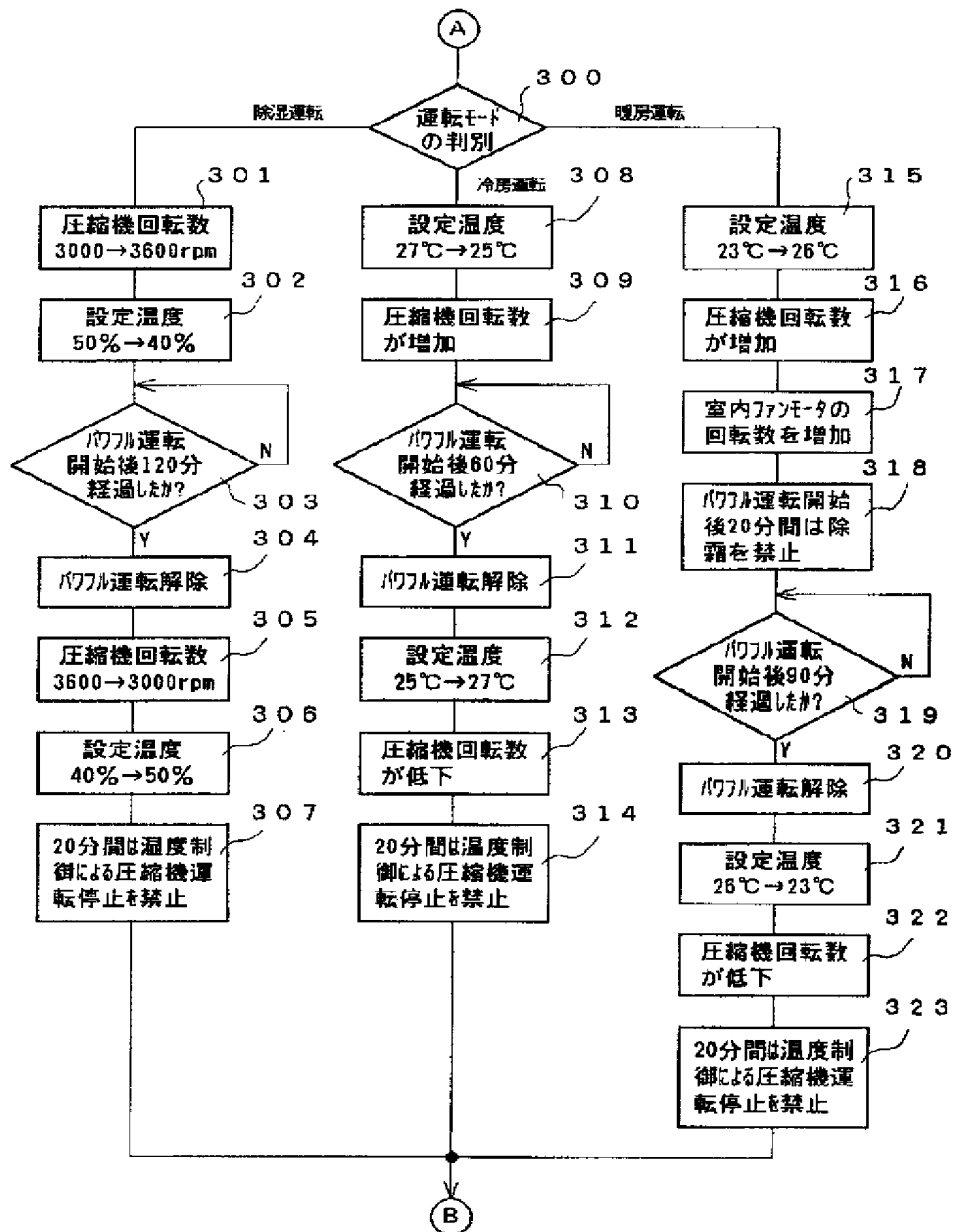 A
300
運転モード
の判別
除湿運転
冷房運転
暖房運転
301
圧縮機回転数
3000→3600rpm
302
設定温度
50%→40%
パワフル運転
開始後120分
経過したか?
N
303
Y
304
パワフル運転解除
305
圧縮機回転数
3600→3000rpm
306
設定温度
40%→50%
307
20分間は温度制
御による圧縮機運
転停止を禁止
308
設定温度
27℃→25℃
309
圧縮機回転数
が増加
パワフル運転
開始後60分
経過したか?
N
310
Y
311
パワフル運転解除
312
設定温度
25℃→27℃
313
圧縮機回転数
が低下
314
20分間は温度制
御による圧縮機運
転停止を禁止
315
設定温度
23℃→26℃
316
圧縮機回転数
が増加
317
室内ファンモータの
回転数を増加
318
パワフル運転開始
後20分間は除
霜を禁止
パワフル運転
開始後90分
経過したか?
N
319
Y
320
パワフル運転解除
321
設定温度
26℃→23℃
322
圧縮機回転数
が低下
323
20分間は温度制
御による圧縮機運
転停止を禁止
B